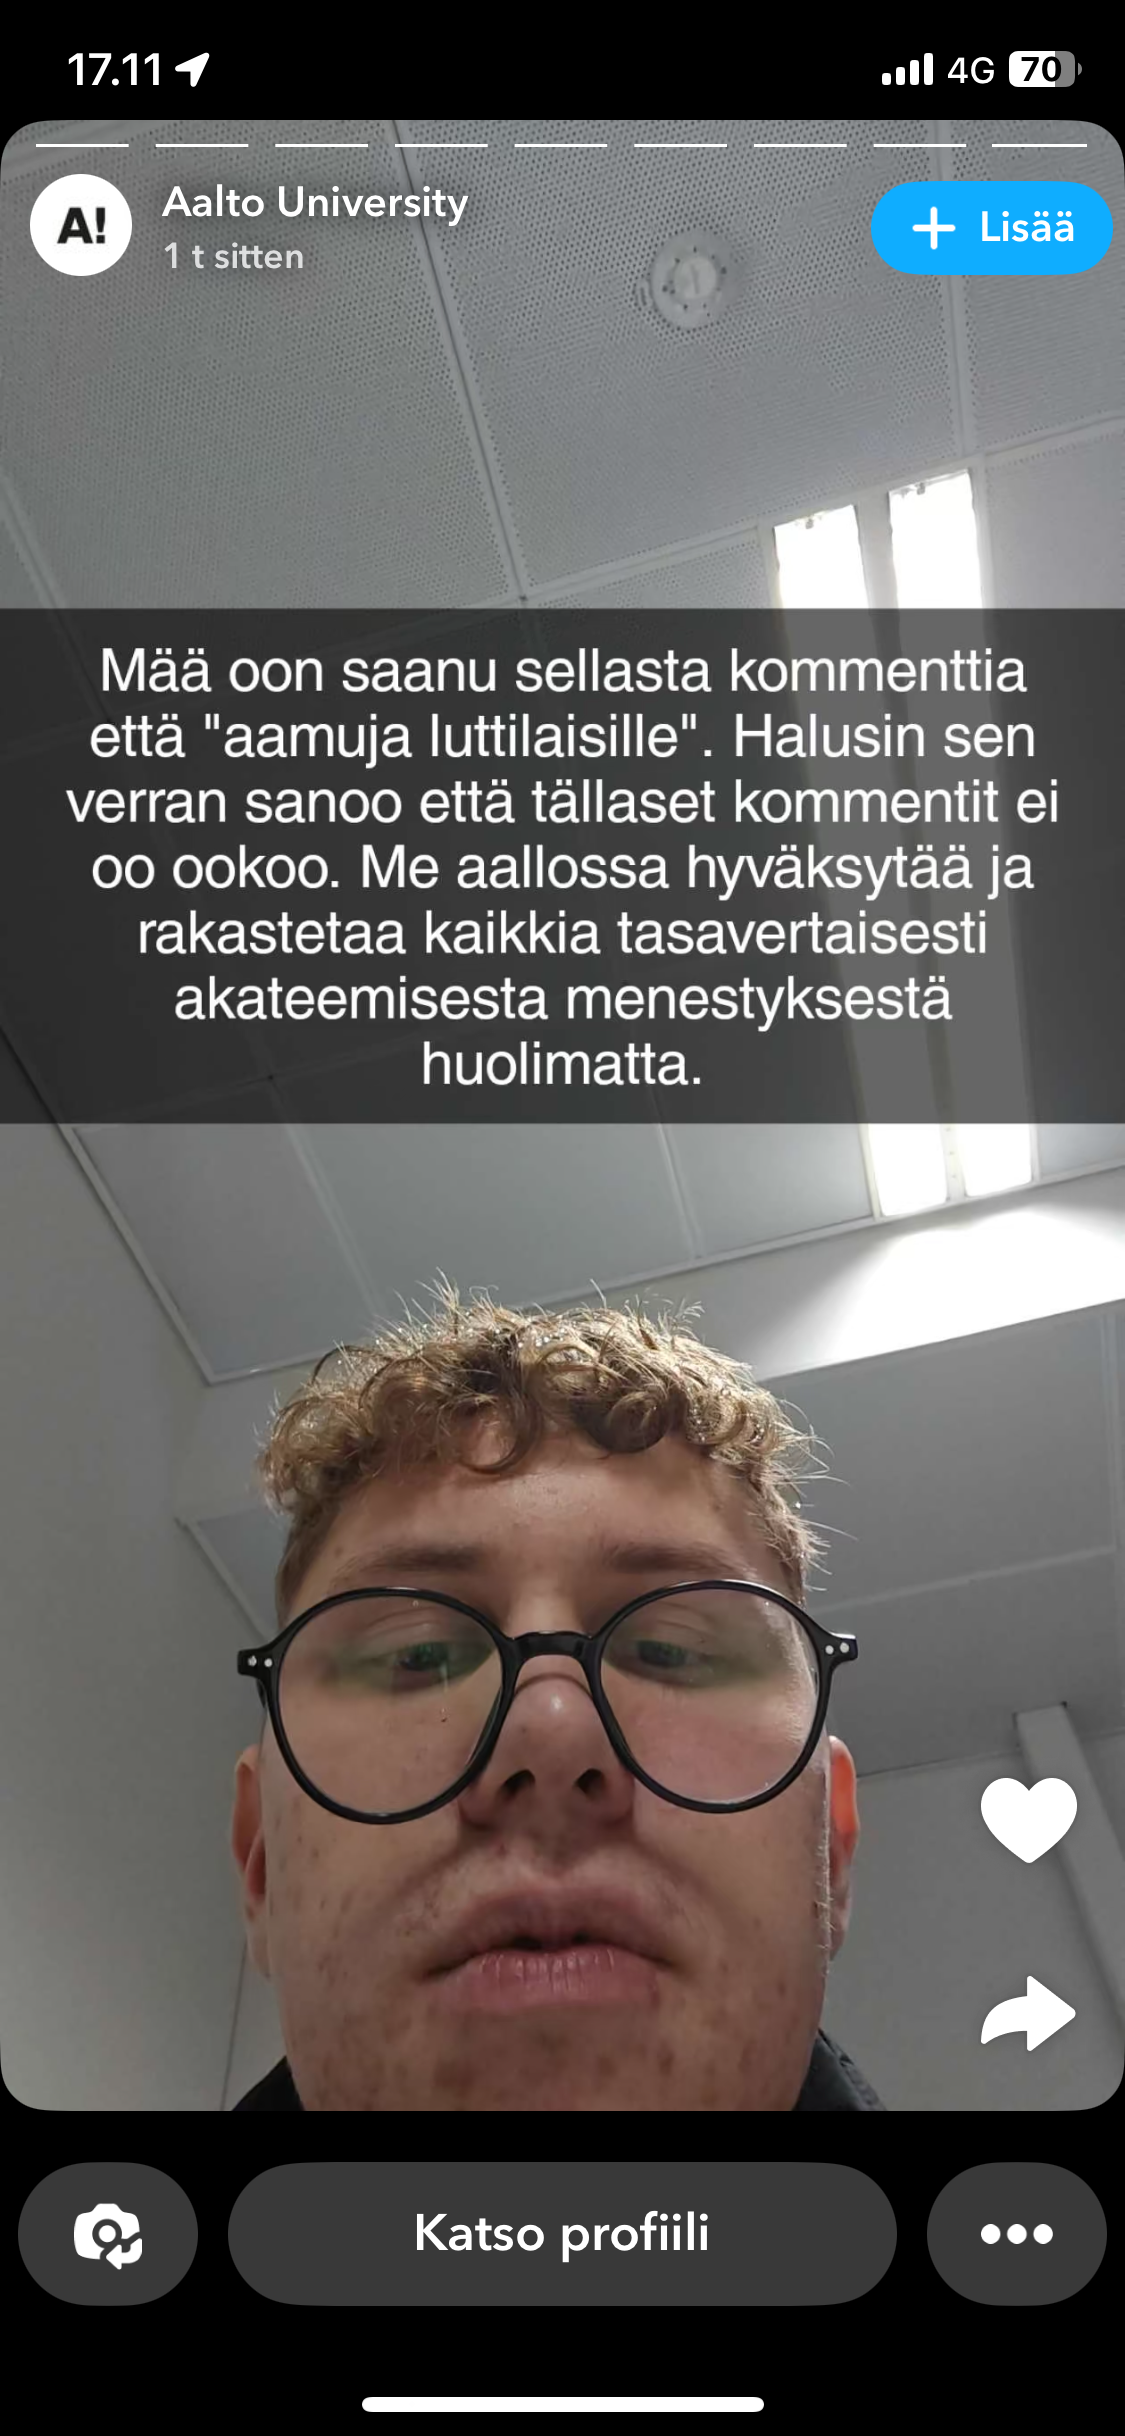 17.11
4G
70
A!
Aalto University
1 t sitten
+ Lisää
Mää oon saanu sellasta kommenttia
että "aamuja luttilaisille". Halusin sen
verran sanoo että tällaset kommentit ei
oo ookoo. Me aallossa hyväksytää ja
rakastetaa kaikkia tasavertaisesti
akateemisesta menestyksestä
huolimatta.
Katso profiili